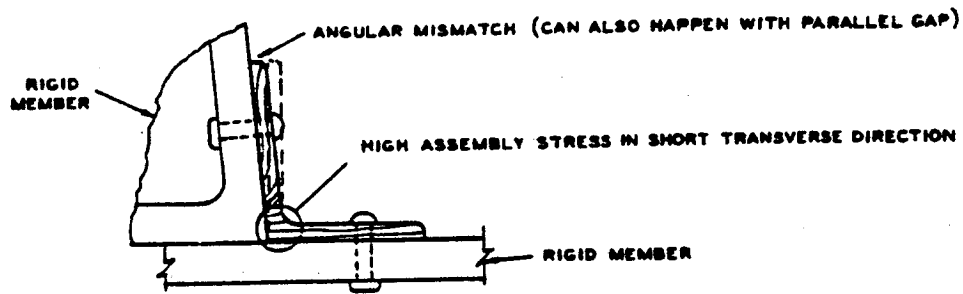 ANGULAR MISMATCH (CAN ALSO HAPPEN WITH PARALLEL GAP)
RIGID
MEMBER
HIGH ASSEMBLY STRESS IN SHORT TRANSVERSE DIRECTION
RIGID MEMBER